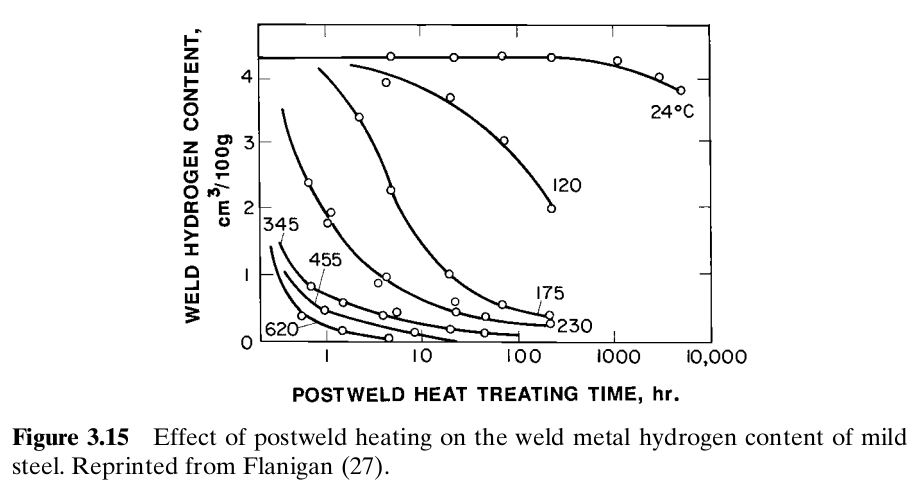 WELD HYDROGEN CONTENT,
cm³/100g
4
3
2
1
0
24°C
120
175
230
345
455
620
1 10 100 1000 10,000
POSTWELD HEAT TREATING TIME, hr.
Figure 3.15 Effect of postweld heating on the weld metal hydrogen content of mild
steel. Reprinted from Flanigan (27).